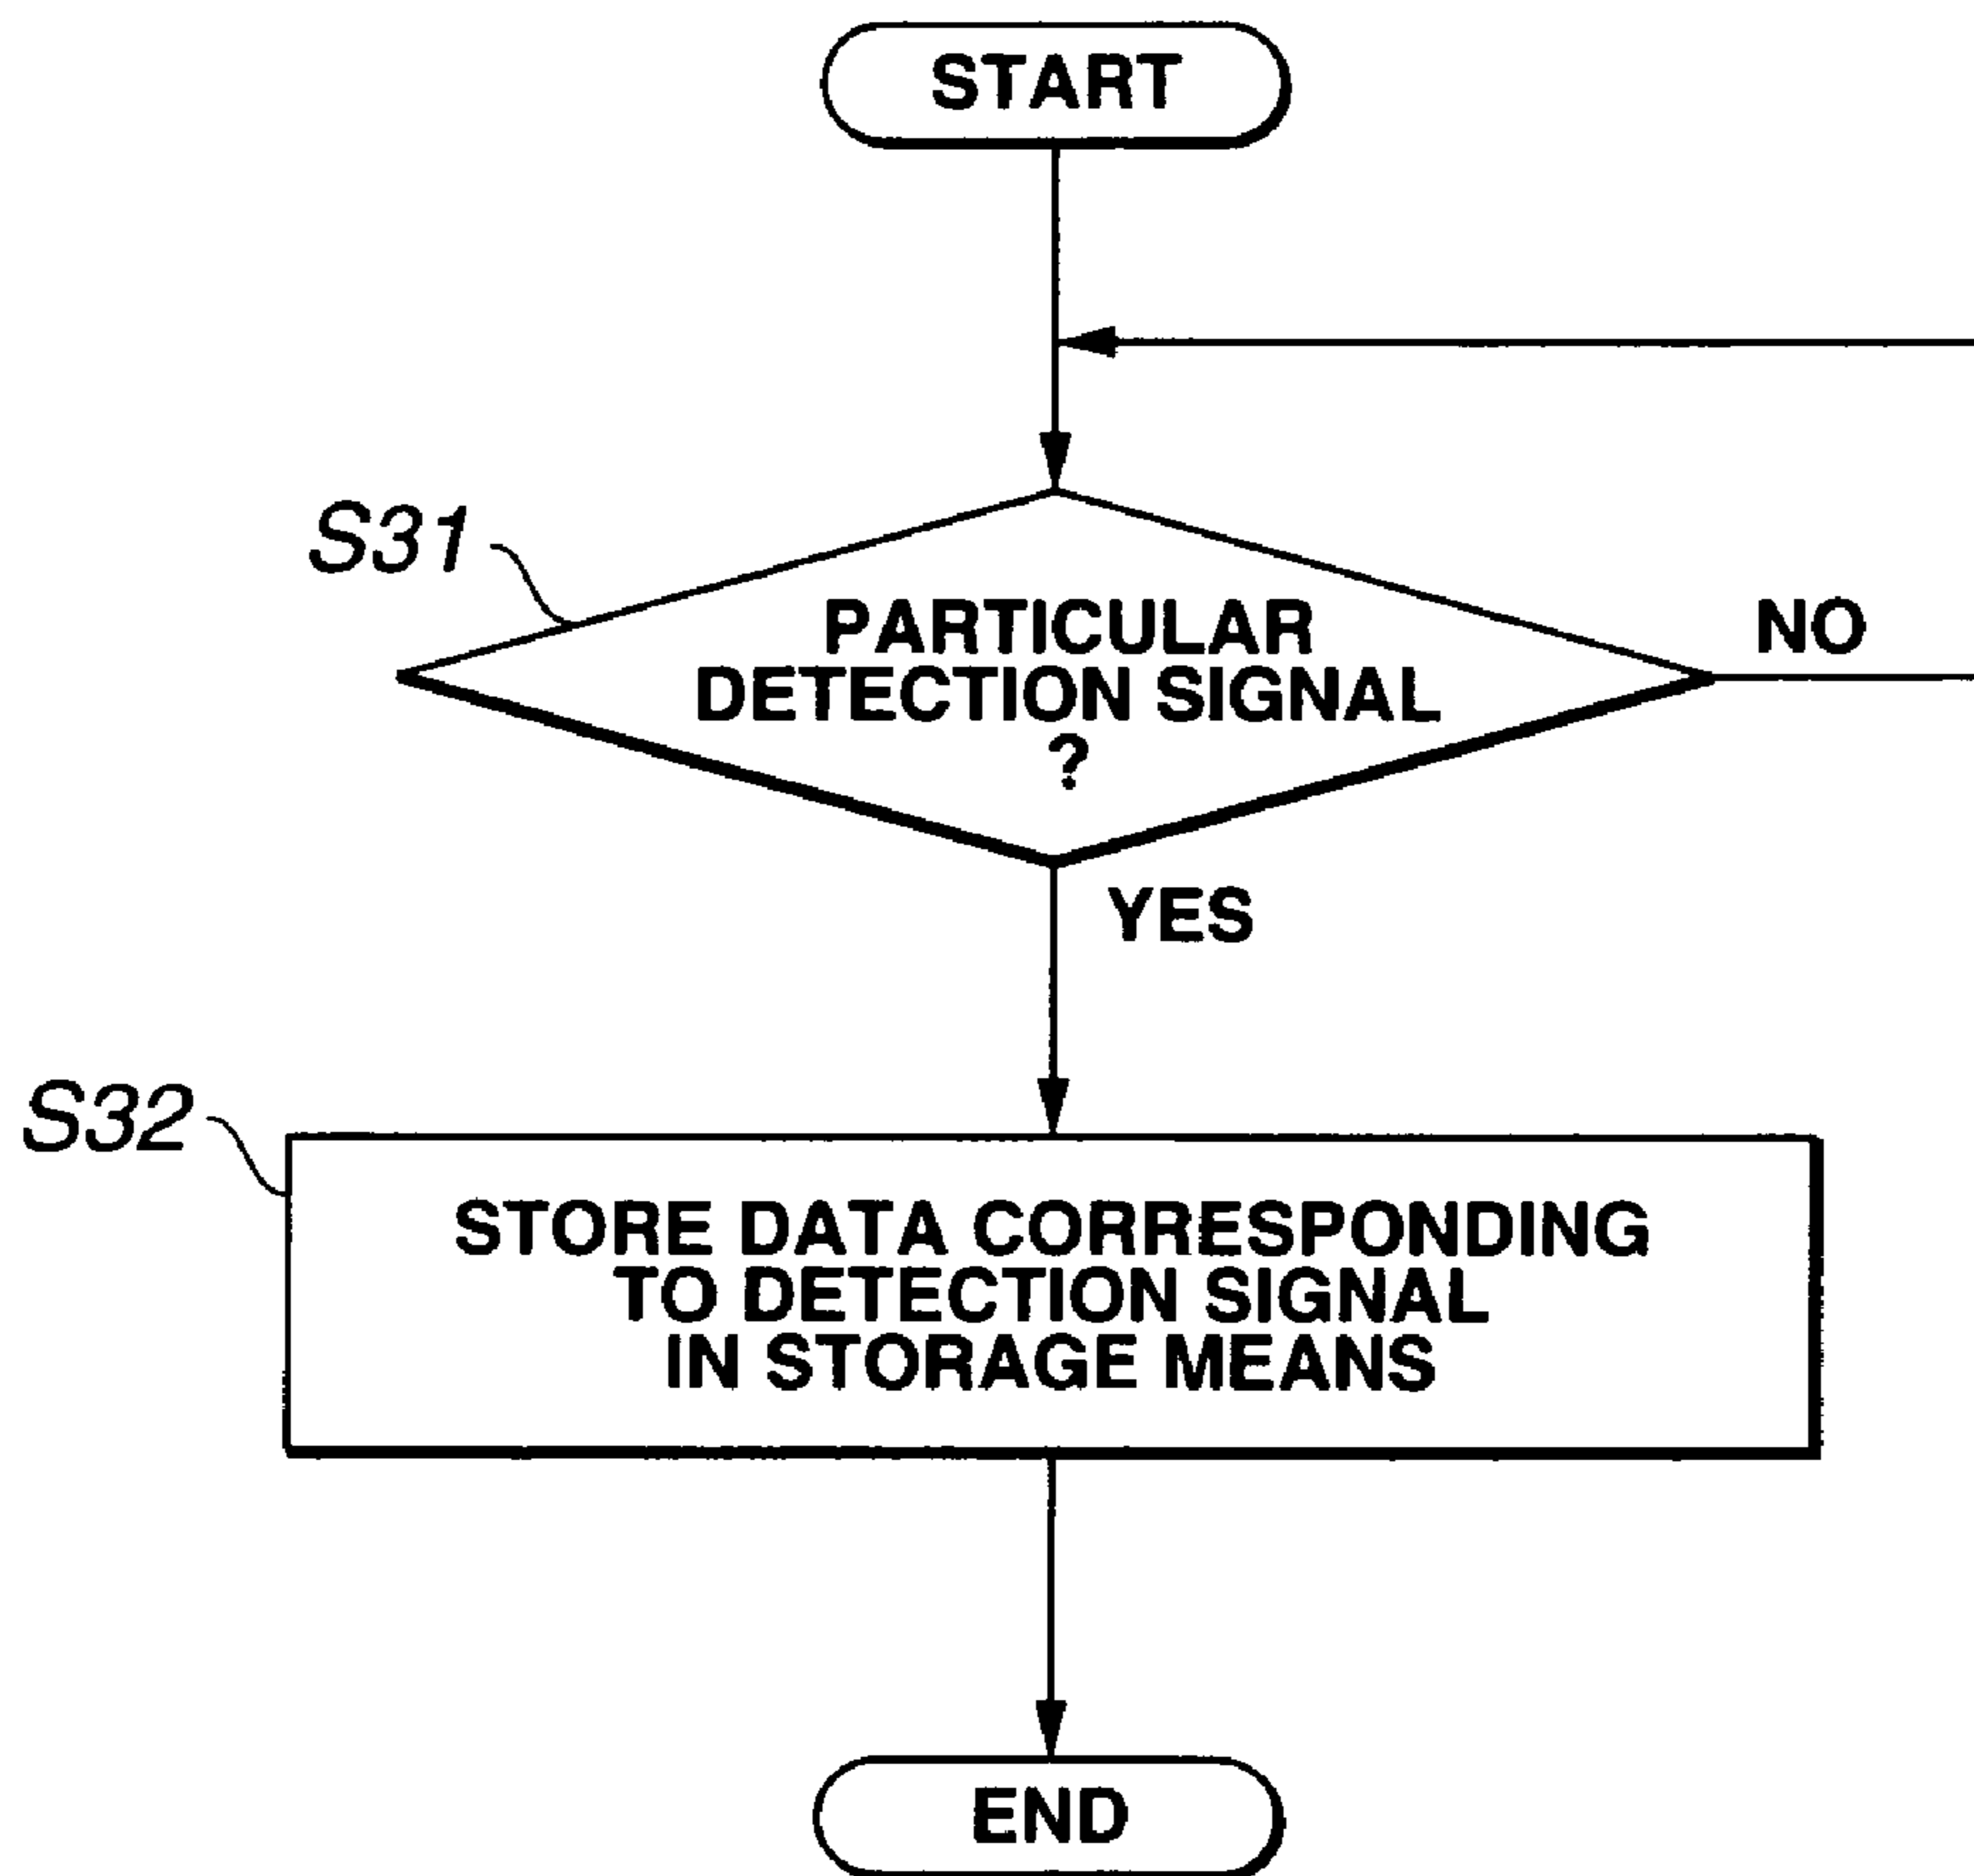 START
S31
PARTICULAR
DETECTION SIGNAL
?
NO
YES
S32
STORE DATA CORRESPONDING
TO DETECTION SIGNAL
IN STORAGE MEANS
END